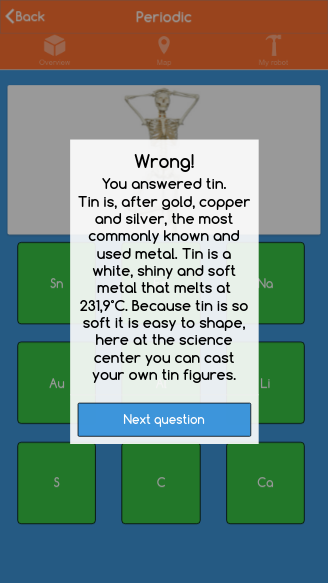 Back
Periodic
Overview Map My robot
Wrong!
You answered tin.
Tin is, after gold, copper
and silver, the most
commonly known and
used metal. Tin is a
white, shiny and soft
metal that melts at
231,9°C. Because tin is so
soft it is easy to shape,
here at the science
center you can cast
your own tin figures.
Next question
Sn Na
Au Li
S C Ca